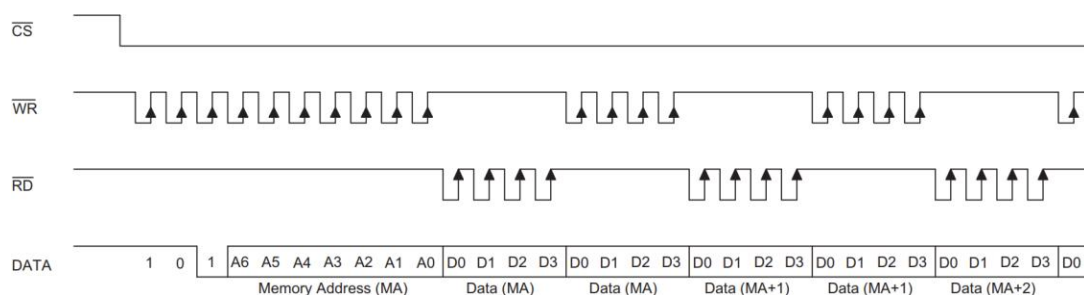 CS
WR
RD
DATA 1 0 1 A6 A5 A4 A3 A2 A1 A0 D0 D1 D2 D3 D0 D1 D2 D3 D0 D1 D2 D3 D0 D1 D2 D3 D0 D1 D2 D3 D0
Memory Address (MA) Data (MA) Data (MA) Data (MA+1) Data (MA+1) Data (MA+2)